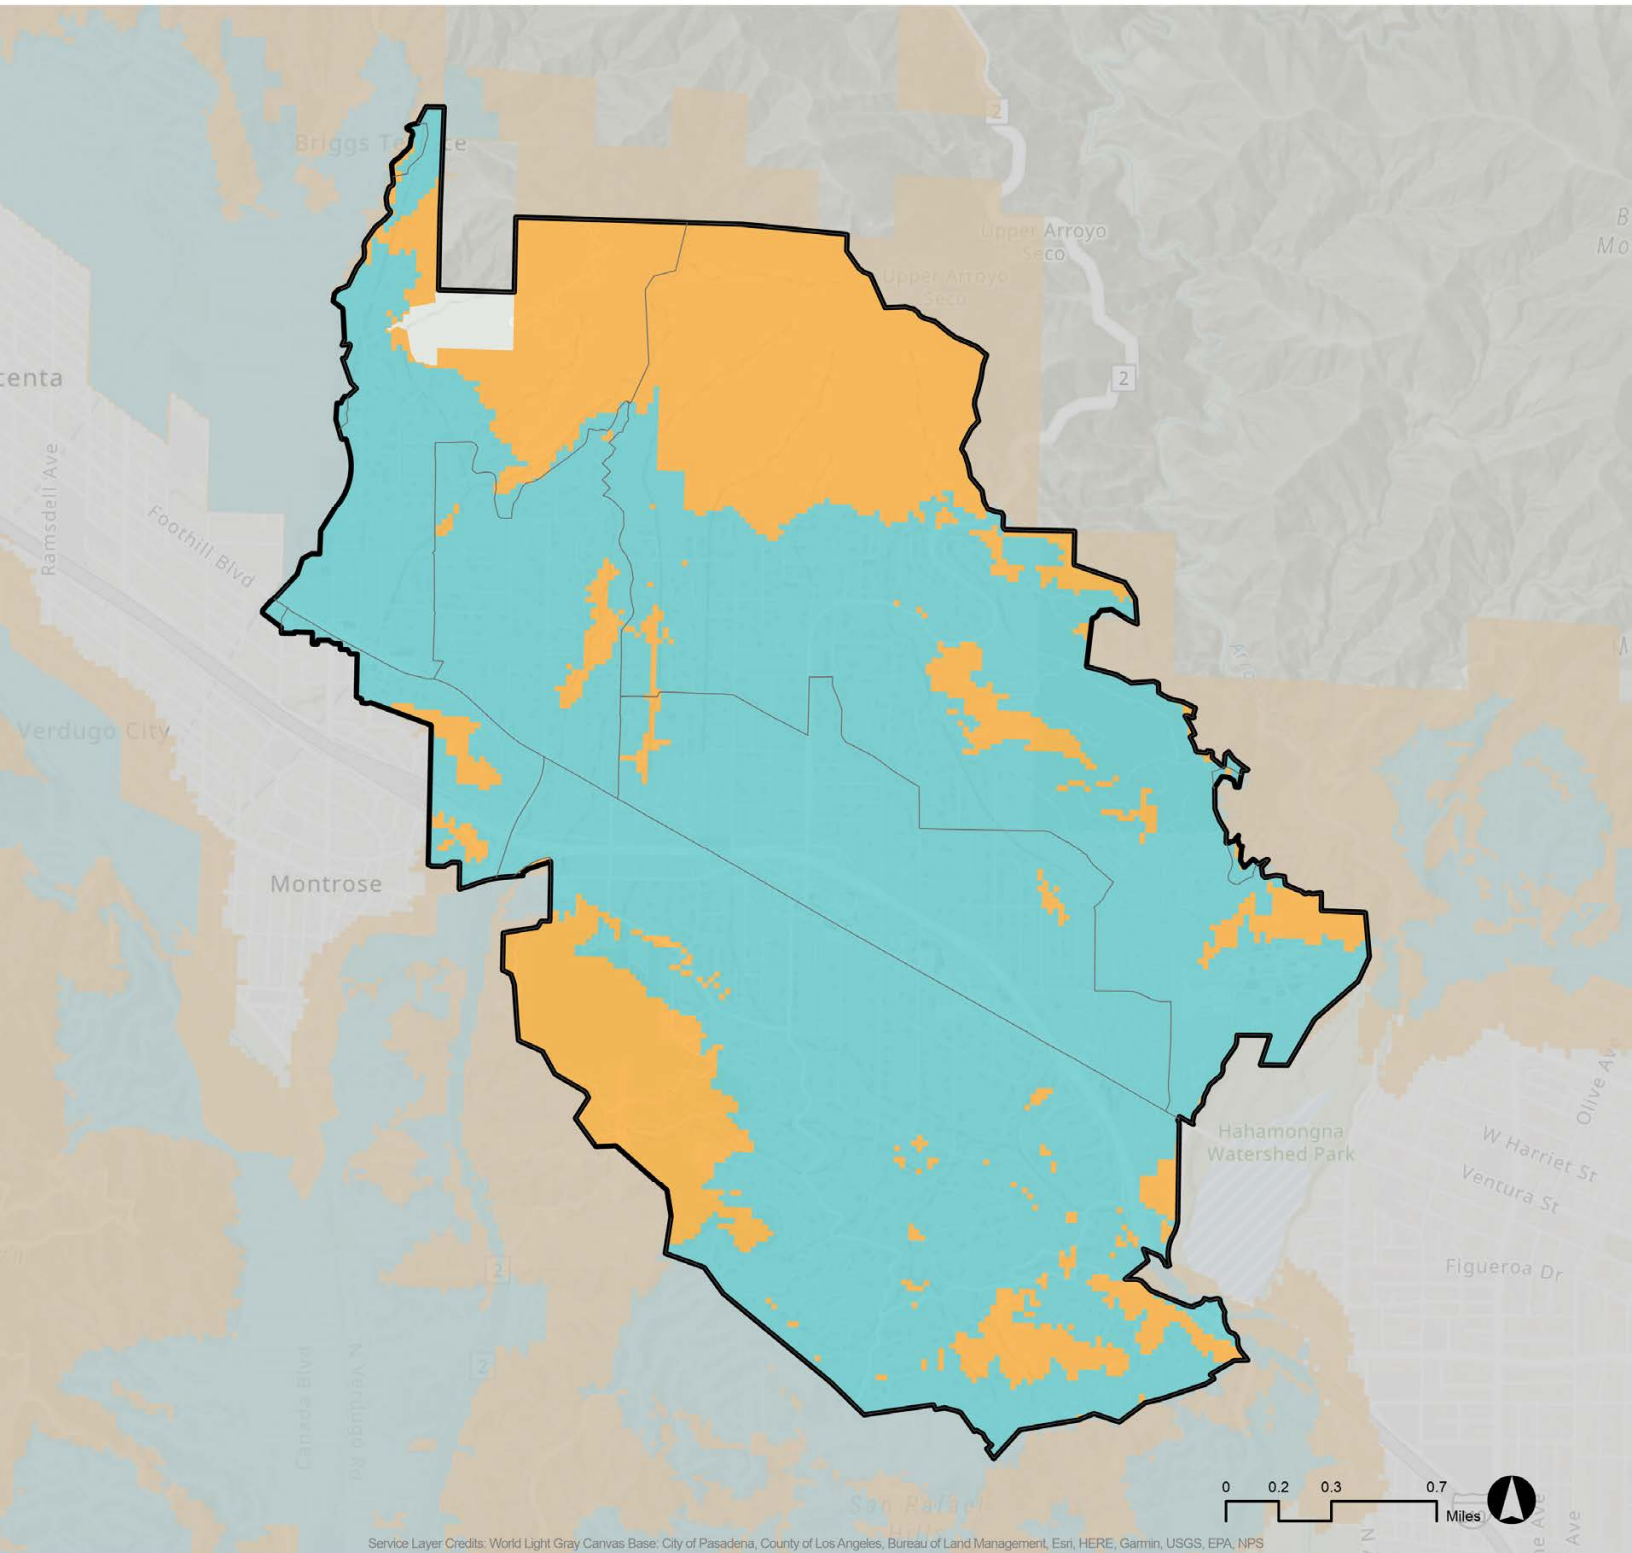 Briggs Te ce
2
Upper Arroyo
Seco
Upper Arroyo
Seco
B
Mo
centa
2
Ramsdell Ave
Foothill Blvd
Verdugo City
Montrose
Olive Av
Hahamongna
Watershed Park
W Harriet St
Ventura St
Figueroa Dr
2
2
Canada Blvd
N Verdugo Rd
San Rafael
Hills
0 0.2 0.3 0.7
Miles
Ave
N
Service Layer Credits: World Light Gray Canvas Base: City of Pasadena, County of Los Angeles, Bureau of Land Management, Esri, HERE, Garmin, USGS, EPA, NPS